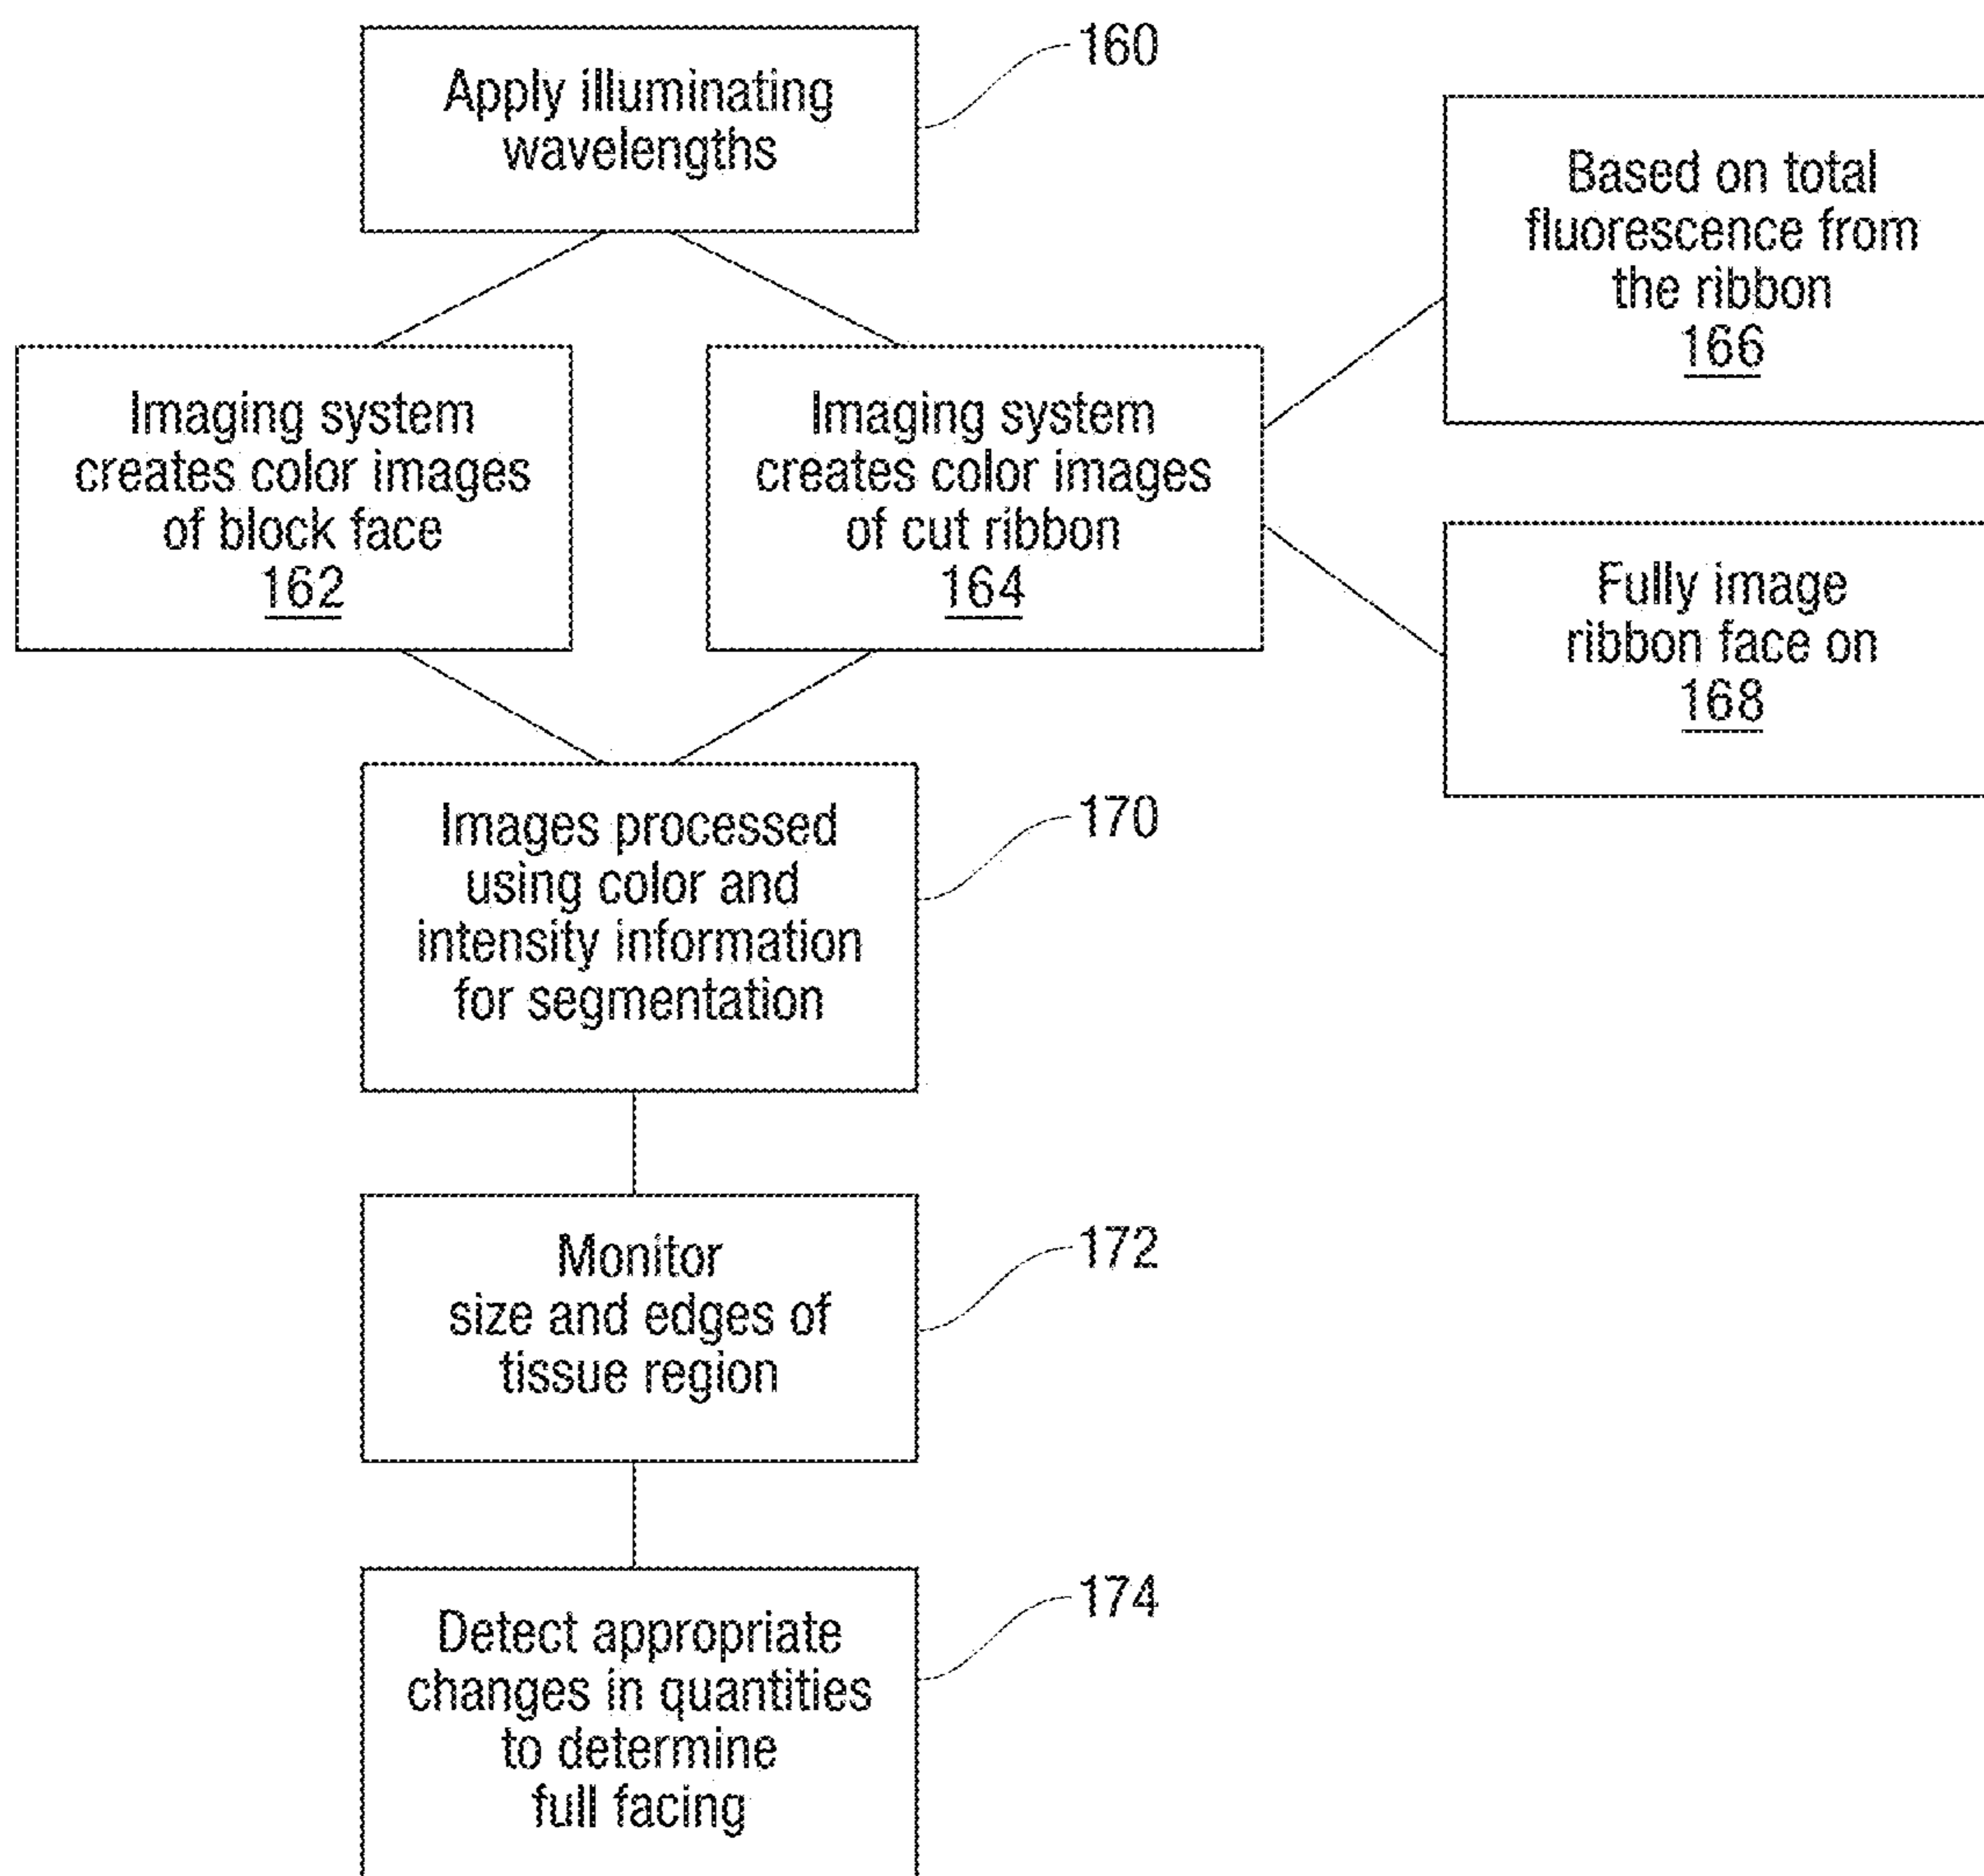 Apply illuminating
wavelengths
160
Based on total
fluorescence from
the ribbon
166
Imaging system
creates color images
of block face
162
Imaging system
creates color images
of cut ribbon
164
Fully image
ribbon face on
168
Images processed
using color and
intensity information
for segmentation
170
Monitor
size and edges of
tissue region
172
Detect appropriate
changes in quantities
to determine
full facing
174